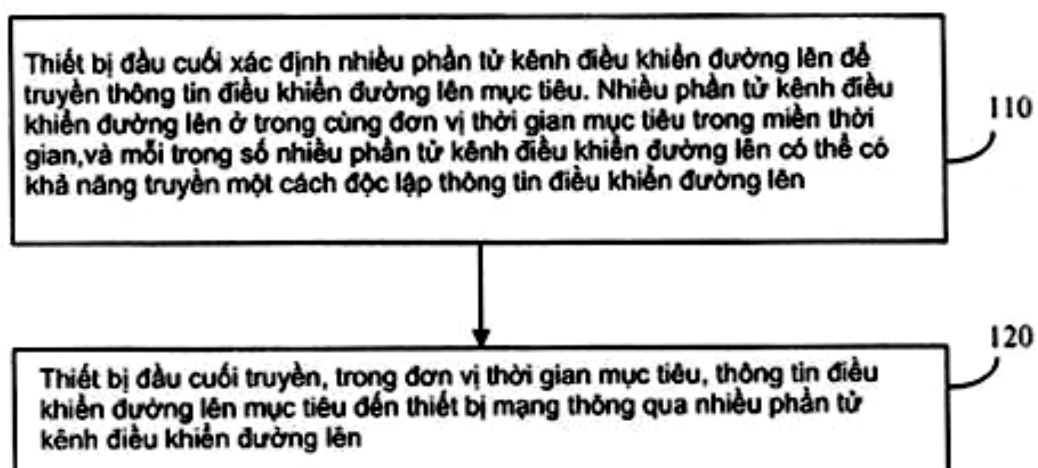 Thiết bị đầu cuối xác định nhiều phần tử kênh điều khiển đường lên để
truyền thông tin điều khiển đường lên mục tiêu. Nhiều phần tử kênh điều
khiển đường lên ở trong cùng đơn vị thời gian mục tiêu trong miền thời
gian,và mỗi trong số nhiều phần tử kênh điều khiển đường lên có thể có
khả năng truyền một cách độc lập thông tin điều khiển đường lên
110
Thiết bị đầu cuối truyền, trong đơn vị thời gian mục tiêu, thông tin điều
khiển đường lên mục tiêu đến thiết bị mạng thông qua nhiều phần tử
kênh điều khiển đường lên
120